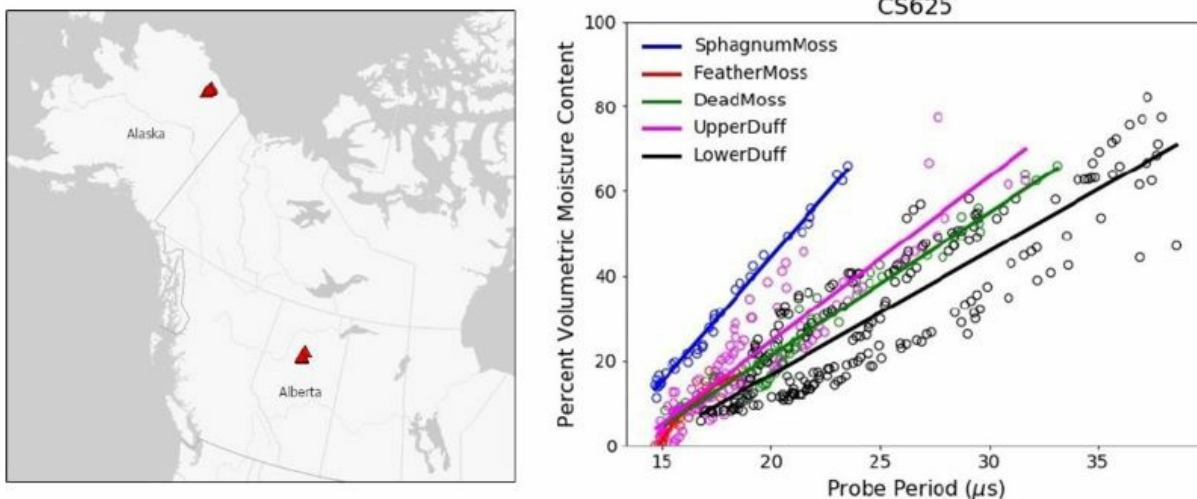 Alaska
Alberta
CS625
100
80
60
40
20
0
Percent Volumetric Moisture Content
SphagnumMoss
FeatherMoss
DeadMoss
UpperDuff
LowerDuff
15 20 25 30 35
Probe Period (μs)